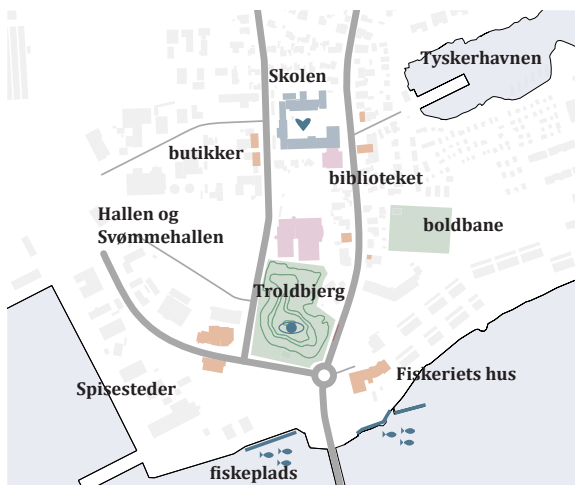 Tyskerhavnen
Skolen
butikker
biblioteket
Hallen og
Svømmehallen
boldbane
Troldbjerg
Spisesteder
Fiskeriets hus
fiskeplads